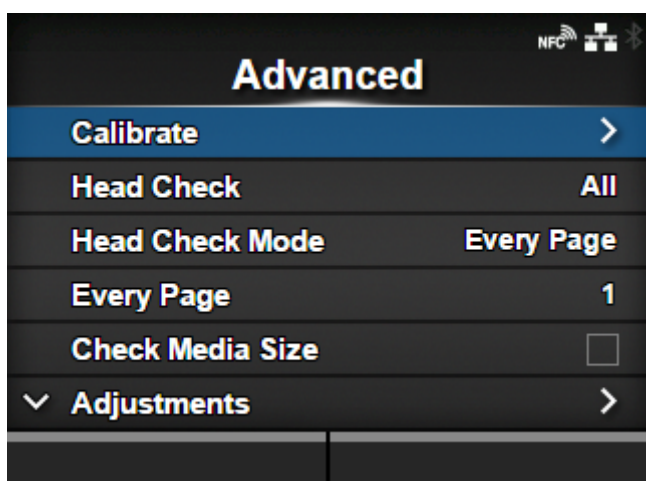 NFC
Advanced
Calibrate
Head Check All
Head Check Mode Every Page
Every Page 1
Check Media Size
Adjustments